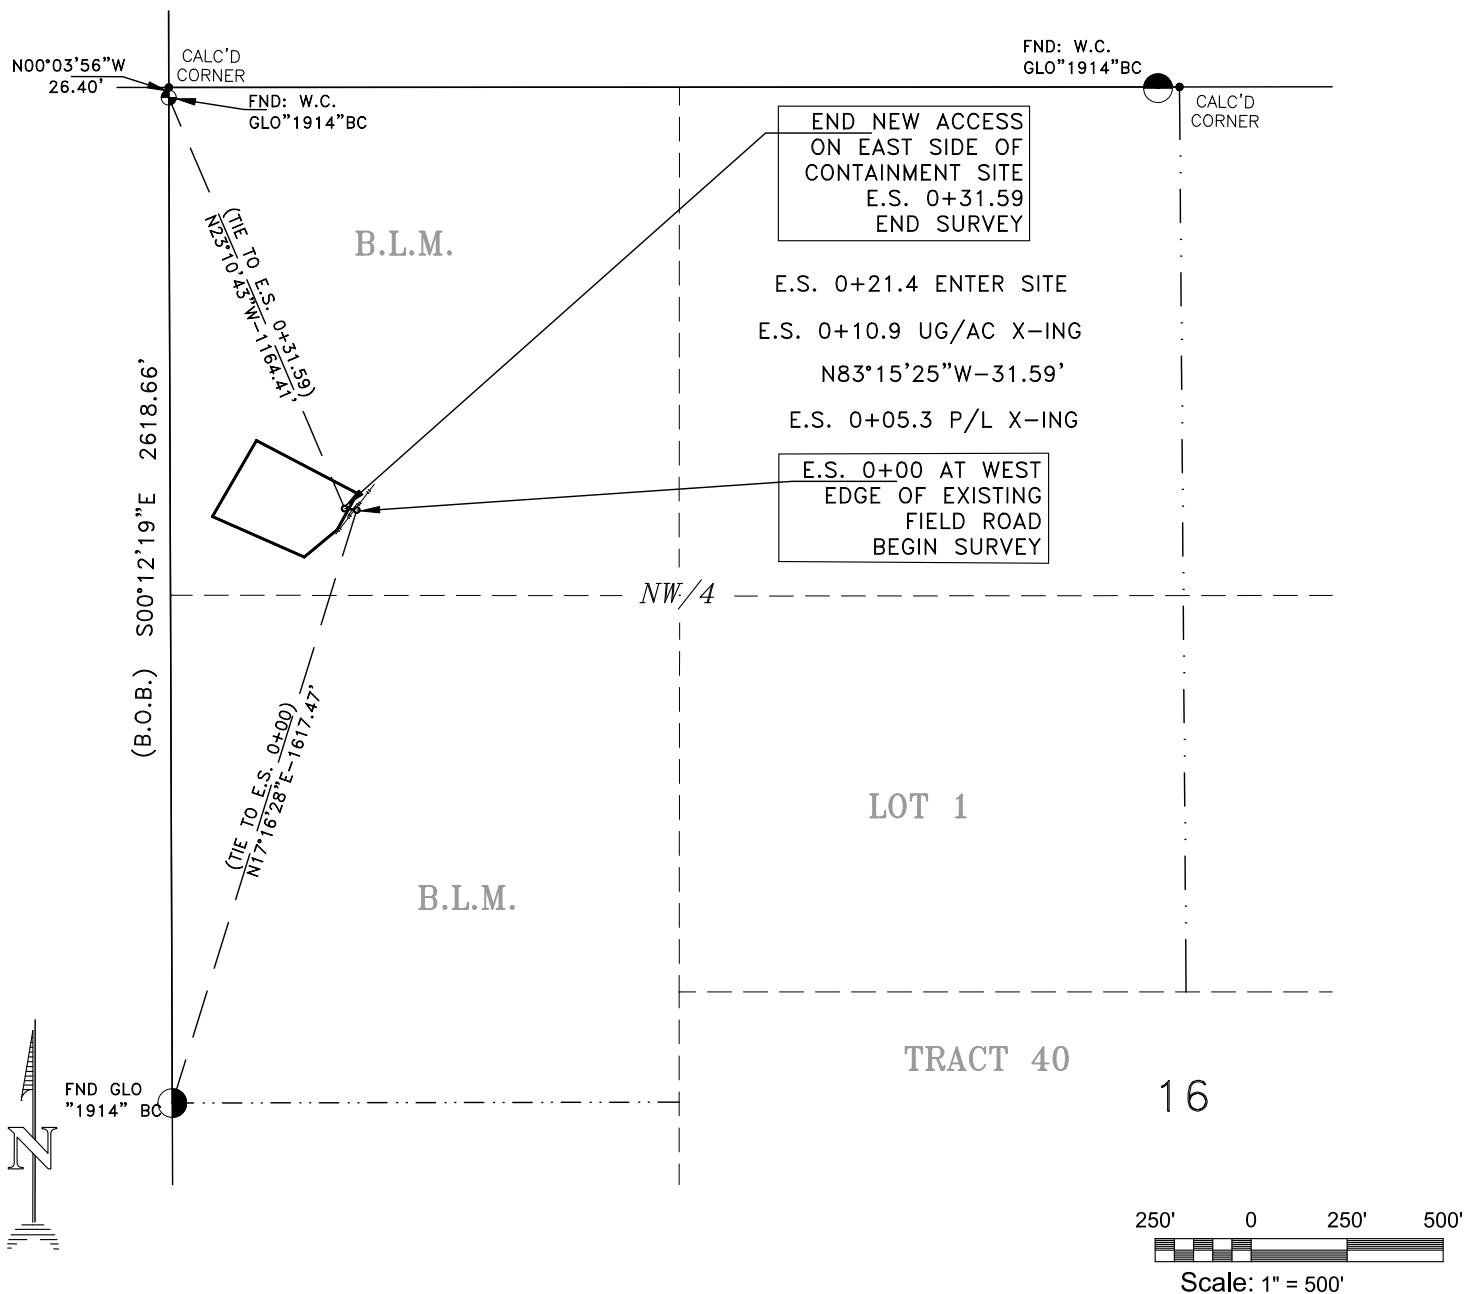 N00°03'56"W
26.40'
CALC'D
CORNER
FND: W.C.
GLO"1914"BC
FND: W.C.
GLO"1914"BC
CALC'D
CORNER
END NEW ACCESS
ON EAST SIDE OF
CONTAINMENT SITE
E.S. 0+31.59
END SURVEY
(TIE TO E.S. 0+31.59)
N23°10'43"W-1164.41'
B.L.M.
E.S. 0+21.4 ENTER SITE
E.S. 0+10.9 UG/AC X-ING
N83°15'25"W-31.59'
E.S. 0+05.3 P/L X-ING
E.S. 0+00 AT WEST
EDGE OF EXISTING
FIELD ROAD
BEGIN SURVEY
(B.O.B.) S00°12'19"E 2618.66'
NW/4
(TIE TO E.S. 0+00)
N17°16'28"E-1617.47'
LOT 1
B.L.M.
TRACT 40
16
FND GLO
"1914" BC
N
250' 0 250' 500'
Scale: 1" = 500'